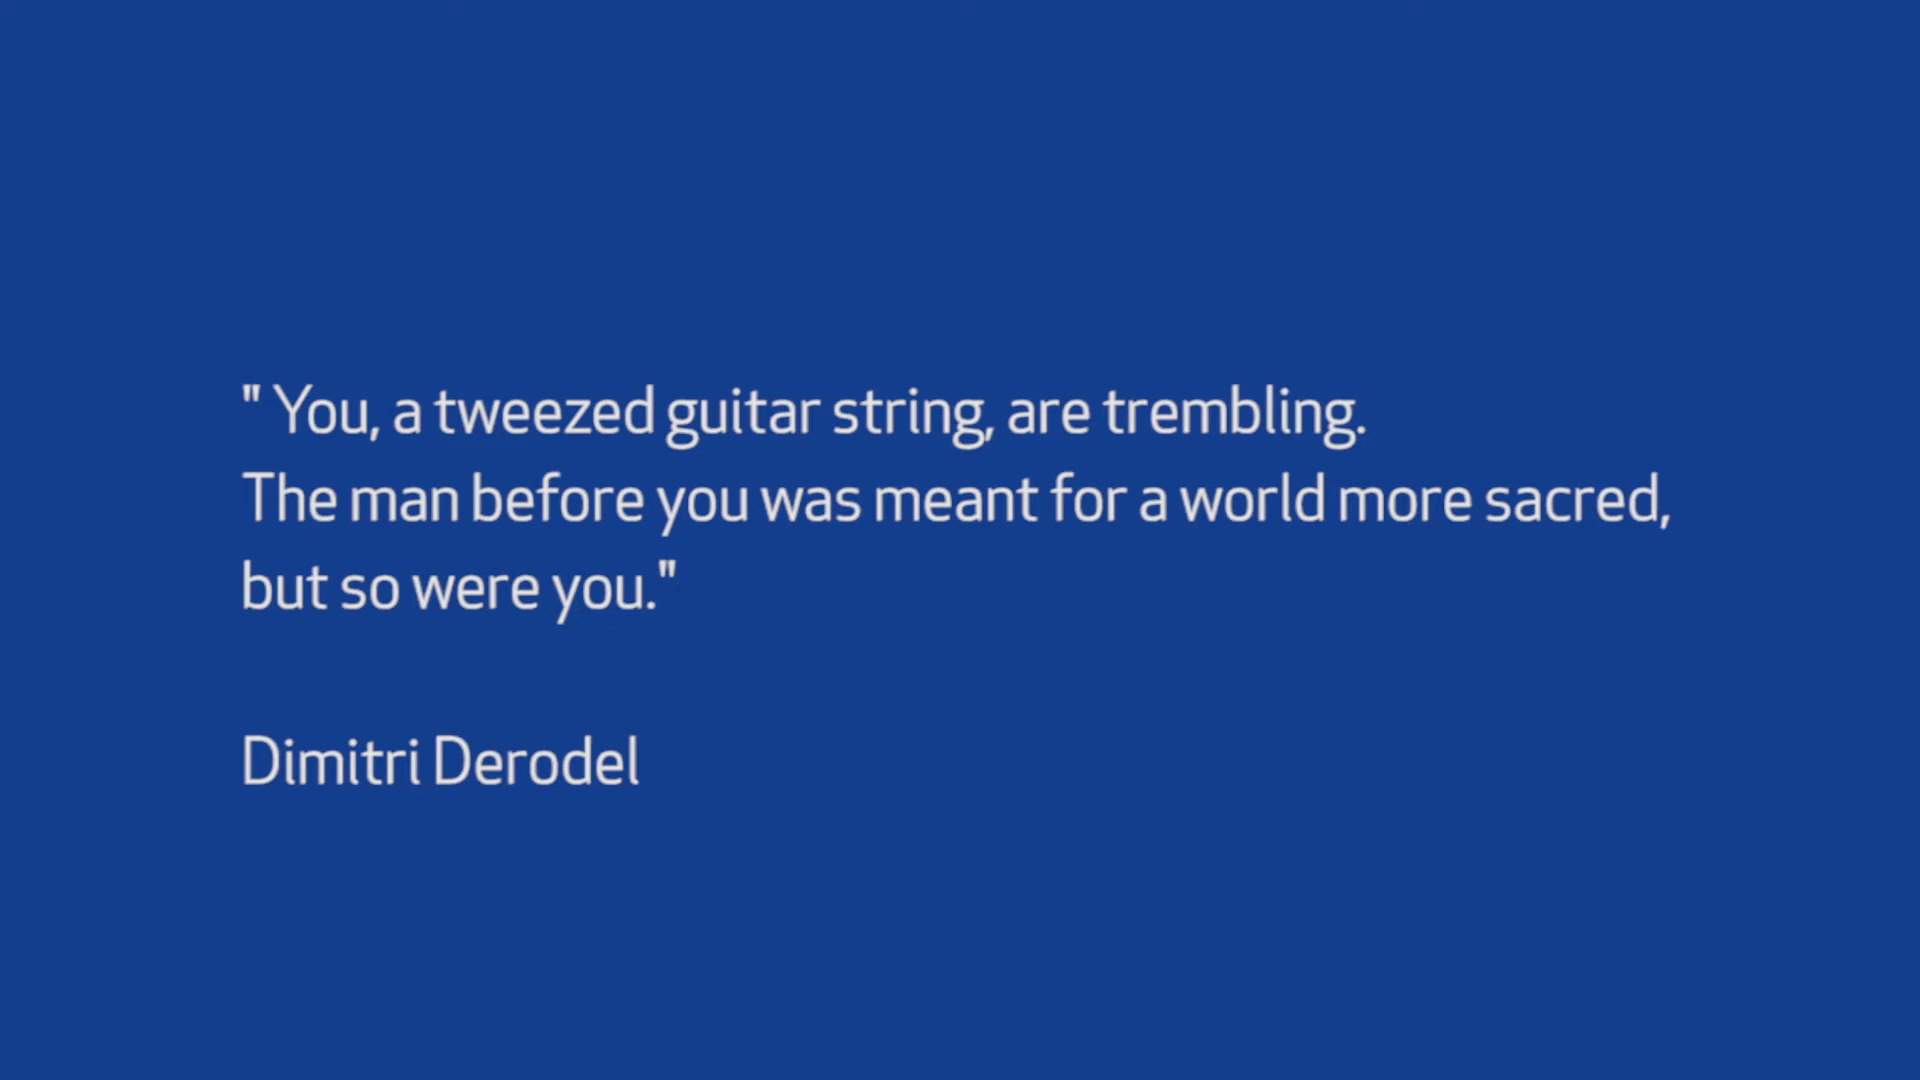 " You, a tweezed guitar string, are trembling.
The man before you was meant for a world more sacred,
but so were you."
Dimitri Derodel